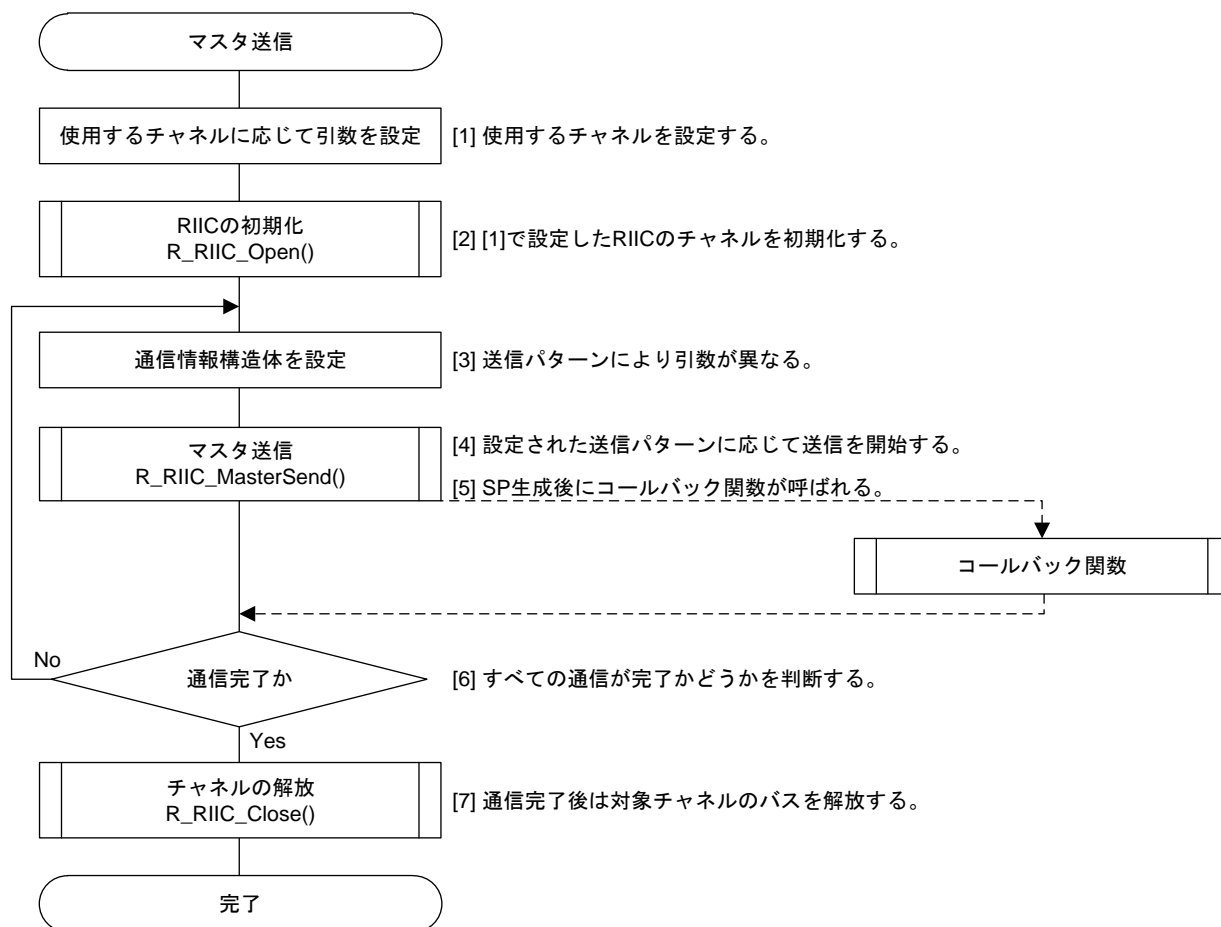 マスタ送信
使用するチャネルに応じて引数を設定
[1] 使用するチャネルを設定する。
RIICの初期化
R_RIIC_Open()
[2] [1]で設定したRIICのチャネルを初期化する。
通信情報構造体を設定
[3] 送信パターンにより引数が異なる。
マスタ送信
R_RIIC_MasterSend()
[4] 設定された送信パターンに応じて送信を開始する。
[5] SP生成後にコールバック関数が呼ばれる。
コールバック関数
No
通信完了か
[6] すべての通信が完了かどうかを判断する。
Yes
チャネルの解放
R_RIIC_Close()
[7] 通信完了後は対象チャネルのバスを解放する。
完了